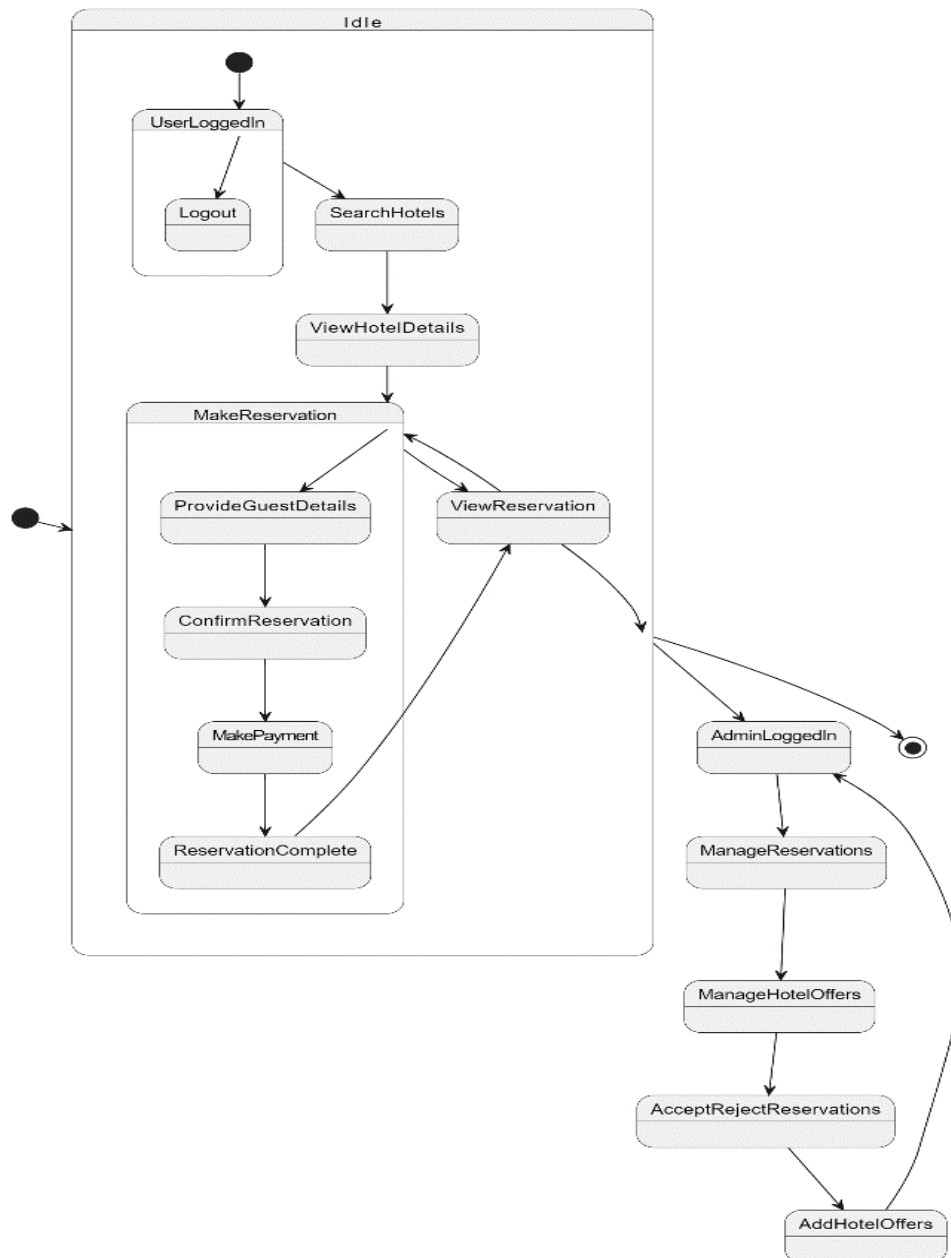 Idle
UserLoggedIn
Logout
SearchHotels
ViewHotelDetails
MakeReservation
ProvideGuestDetails
ViewReservation
ConfirmReservation
MakePayment
AdminLoggedIn
ReservationComplete
ManageReservations
ManageHotelOffers
AcceptRejectReservations
AddHotelOffers